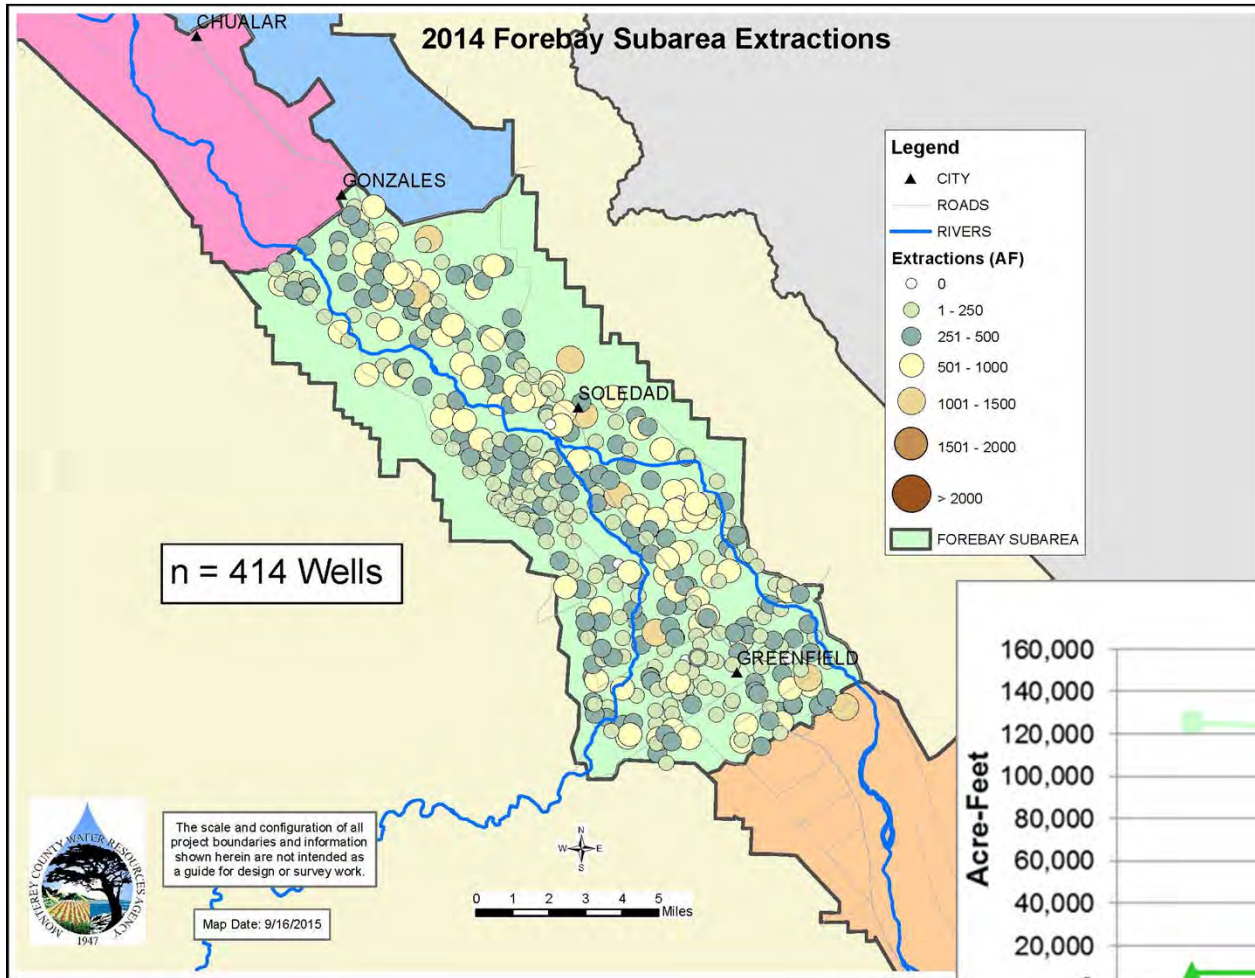 2014 Forebay Subarea Extractions
CHUALAR
GONZALES
SOLEDAD
GREENFIELD
Legend
CITY
ROADS
RIVERS
Extractions (AF)
0
1 - 250
251 - 500
501 - 1000
1001 - 1500
1501 - 2000
> 2000
FOREBAY SUBAREA
n = 414 Wells
MONTEREY COUNTY WATER RESOURCES AGENCY
1947
The scale and configuration of all
project boundaries and information
shown herein are not intended as
a guide for design or survey work.
Map Date: 9/16/2015
N
W E
S
0 1 2 3 4 5
Miles
Acre-Feet
160,000
140,000
120,000
100,000
80,000
60,000
40,000
20,000